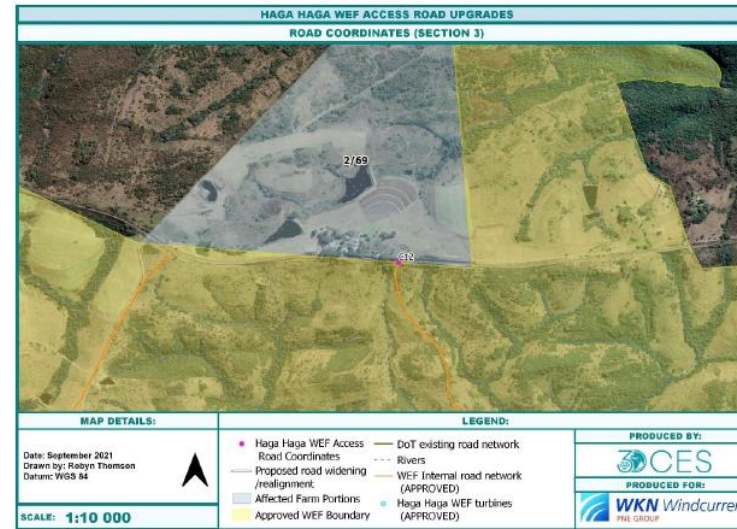 HAGA HAGA WEF ACCESS ROAD UPGRADES
ROAD COORDINATES (SECTION 3)
2/69
C12
MAP DETAILS:
Date: September 2021
Drawn by: Robyn Thomson
Datum: WGS 84
SCALE: 1:10 000
LEGEND:
Haga Haga WEF Access
Road Coordinates
Proposed road widening
/realignment
Affected Farm Portions
Approved WEF Boundary
DoT existing road network
Rivers
WEF Internal road network
(APPROVED)
Haga Haga WEF turbines
(APPROVED)
PRODUCED BY:
30 CES
PRODUCED FOR:
WKN Windcurrent
PNE GROUP